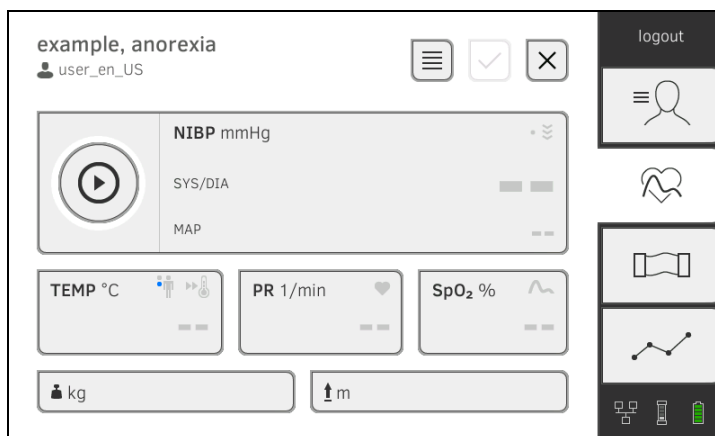 example, anorexia
user_en_US
logout
NIBP mmHg
SYS/DIA
-- --
MAP
--
TEMP °C
--
PR 1/min
--
SpO₂ %
--
kg
m